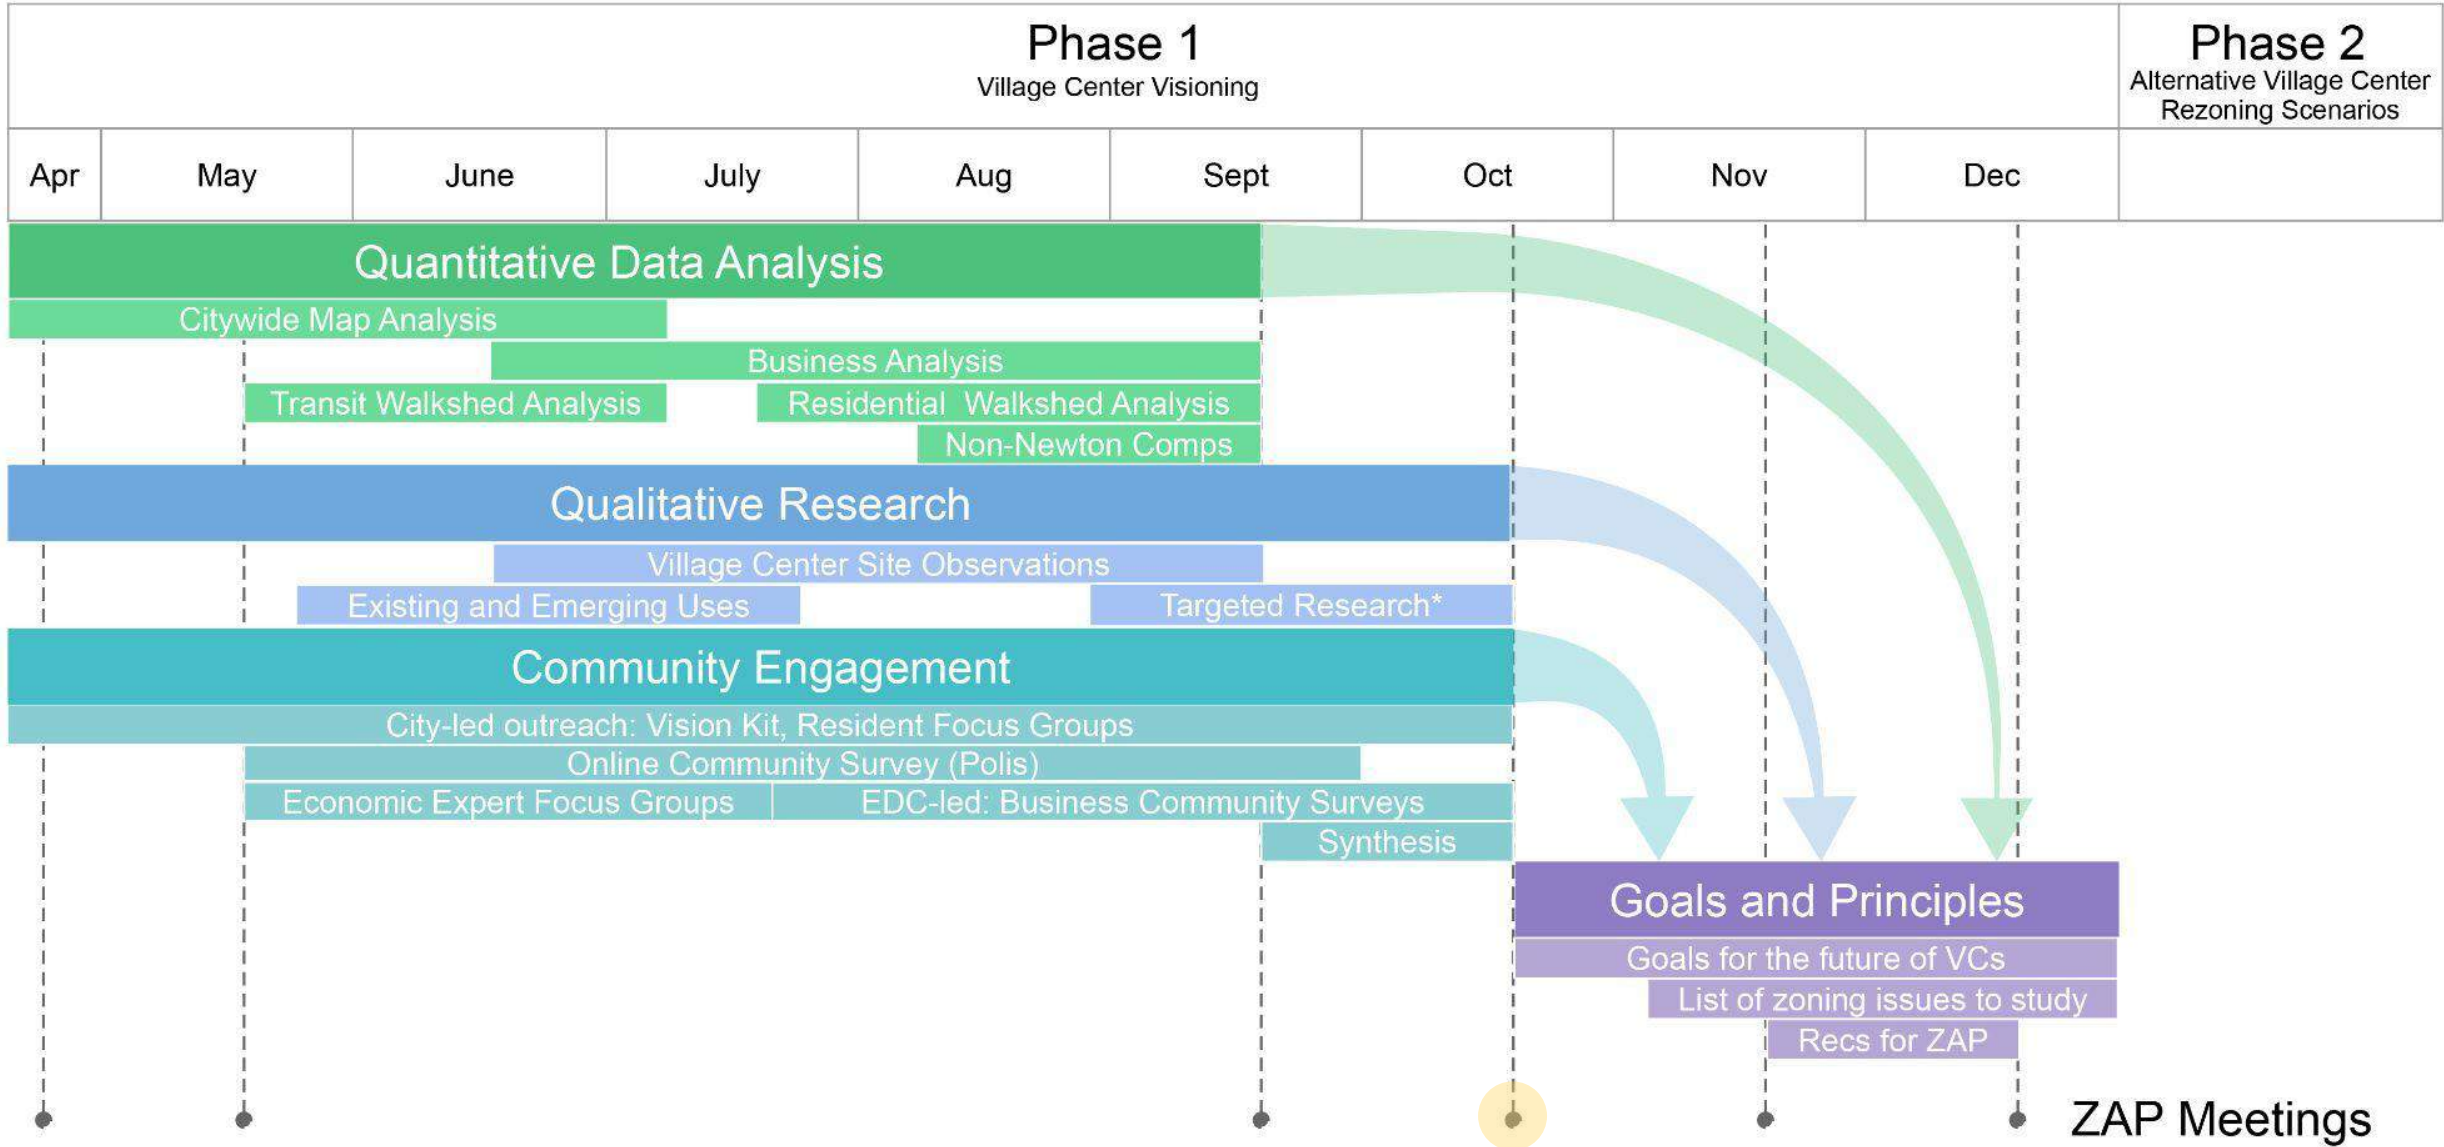 Phase 1
Village Center Visioning
Phase 2
Alternative Village Center
Rezoning Scenarios
Apr
May
June
July
Aug
Sept
Oct
Nov
Dec
Quantitative Data Analysis
Citywide Map Analysis
Business Analysis
Transit Walkshed Analysis
Residential Walkshed Analysis
Non-Newton Comps
Qualitative Research
Village Center Site Observations
Existing and Emerging Uses
Targeted Research*
Community Engagement
City-led outreach: Vision Kit, Resident Focus Groups
Online Community Survey (Polis)
Economic Expert Focus Groups
EDC-led: Business Community Surveys
Synthesis
Goals and Principles
Goals for the future of VCs
List of zoning issues to study
Recs for ZAP
ZAP Meetings